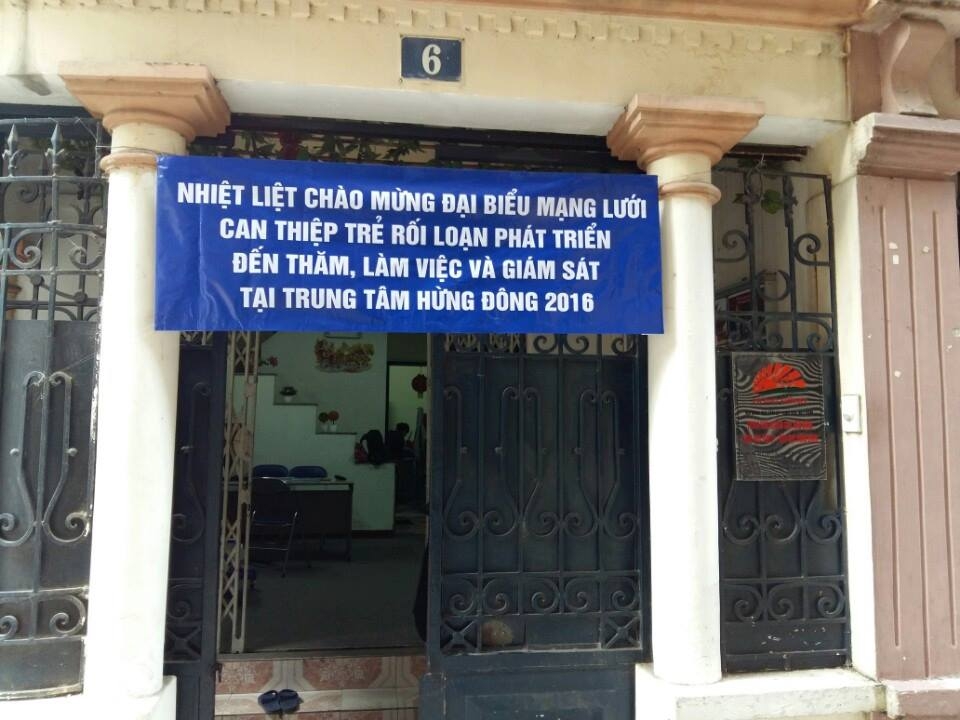 6
NHIỆT LIỆT CHÀO MỪNG ĐẠI BIỂU MẠNG LƯỚI
CAN THIỆP TRẺ RỐI LOẠN PHÁT TRIỂN
ĐẾN THĂM, LÀM VIỆC VÀ GIÁM SÁT
TẠI TRUNG TÂM HỪNG ĐÔNG 2016